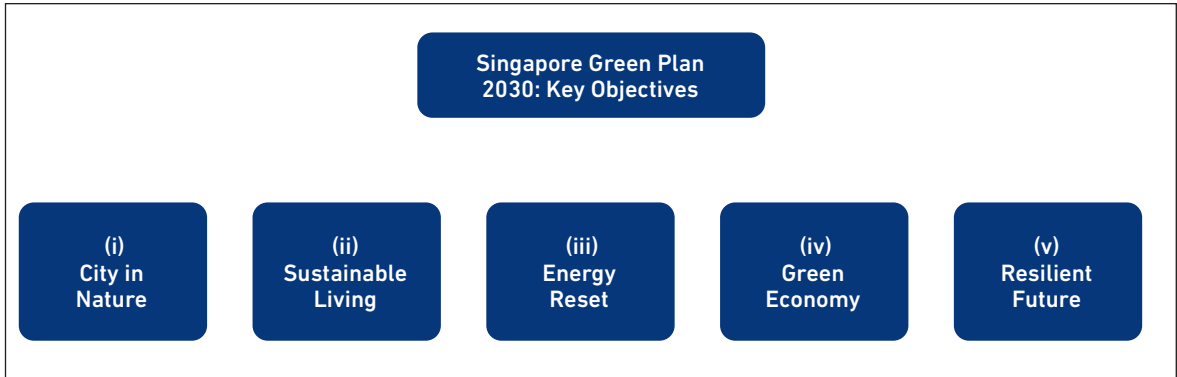 Singapore Green Plan
2030: Key Objectives
(i)
City in
Nature
(ii)
Sustainable
Living
(iii)
Energy
Reset
(iv)
Green
Economy
(v)
Resilient
Future